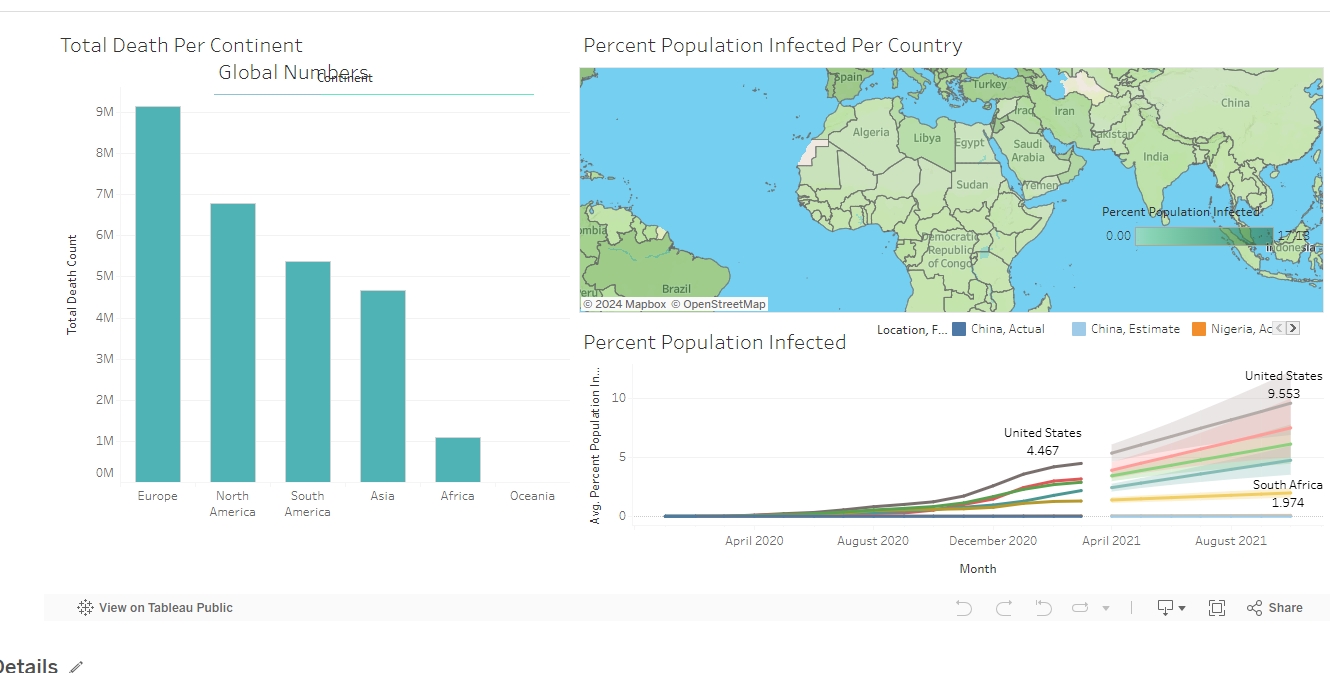 Total Death Per Continent
Global Numbers
Continent
Total Death Count
9M
8M
7M
6M
5M
4M
3M
2M
1M
0M
Europe
North America
South America
Asia
Africa
Oceania
Percent Population Infected Per Country
Spain
Turkey
China
Iraq
Iran
Algeria
Libya
Egypt
Pakistan
Saudi Arabia
India
Sudan
Yemen
Percent Population Infected
0.00
17.13
Indonesia
ombia
Democratic Republic of Congo
Brazil
eru
© 2024 Mapbox © OpenStreetMap
Location, F...
China, Actual
China, Estimate
Nigeria, Ac
Percent Population Infected
Avg. Percent Population In...
10
5
0
United States
9.553
United States
4.467
South Africa
1.974
April 2020
August 2020
December 2020
April 2021
August 2021
Month
View on Tableau Public
Share
Details